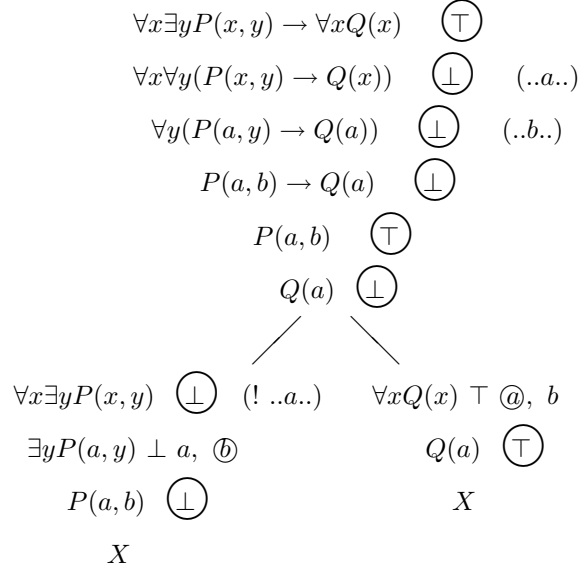 ∀x∃yP(x, y) → ∀xQ(x) ⊤
∀x∀y(P(x, y) → Q(x)) ⊥ (..a..)
∀y(P(a, y) → Q(a)) ⊥ (..b..)
P(a, b) → Q(a) ⊥
P(a, b) ⊤
Q(a) ⊥
∀x∃yP(x, y) ⊥ (! ..a..) ∀xQ(x) ⊤ ⓐ, b
∃yP(a, y) ⊥ a, ⓑ Q(a) ⊤
P(a, b) ⊥ X
X